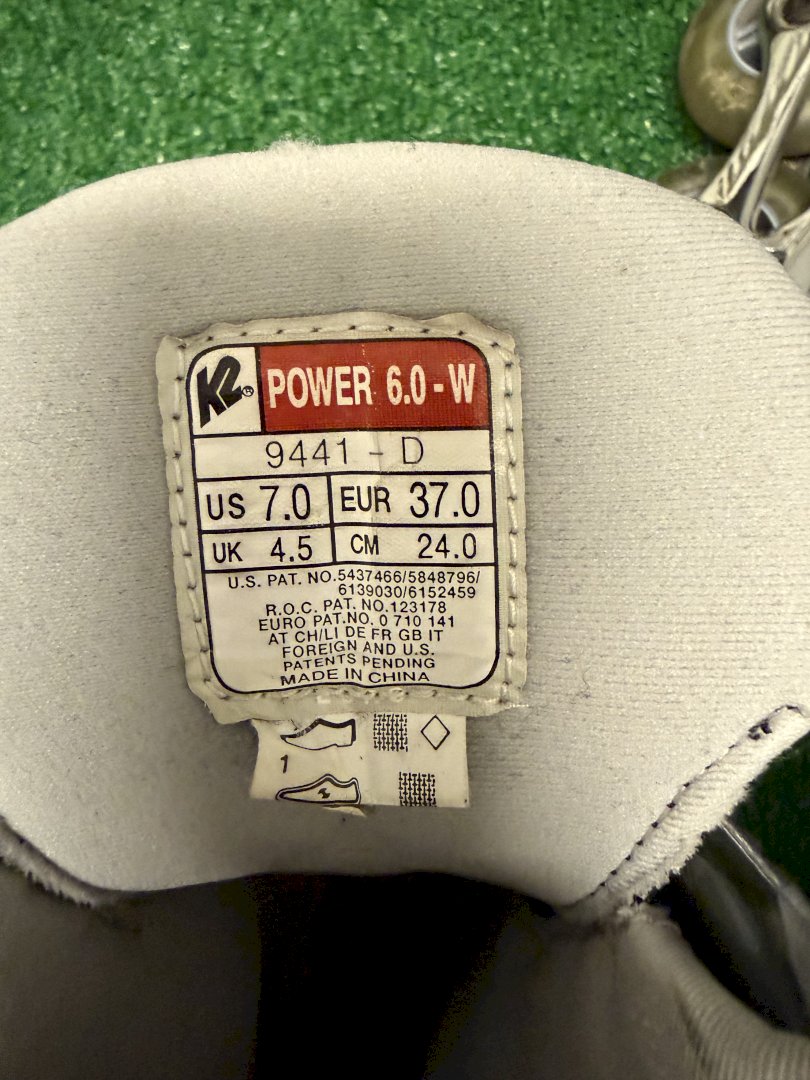 K2® POWER 6.0 - W
9441 - D
US 7.0 EUR 37.0
UK 4.5 CM 24.0
U.S. PAT. NO.5437466/5848796/
6139030/6152459
R.O.C. PAT. NO.123178
EURO PAT.NO. 0 710 141
AT CH/LI DE FR GB IT
FOREIGN AND U.S.
PATENTS PENDING
MADE IN CHINA
1